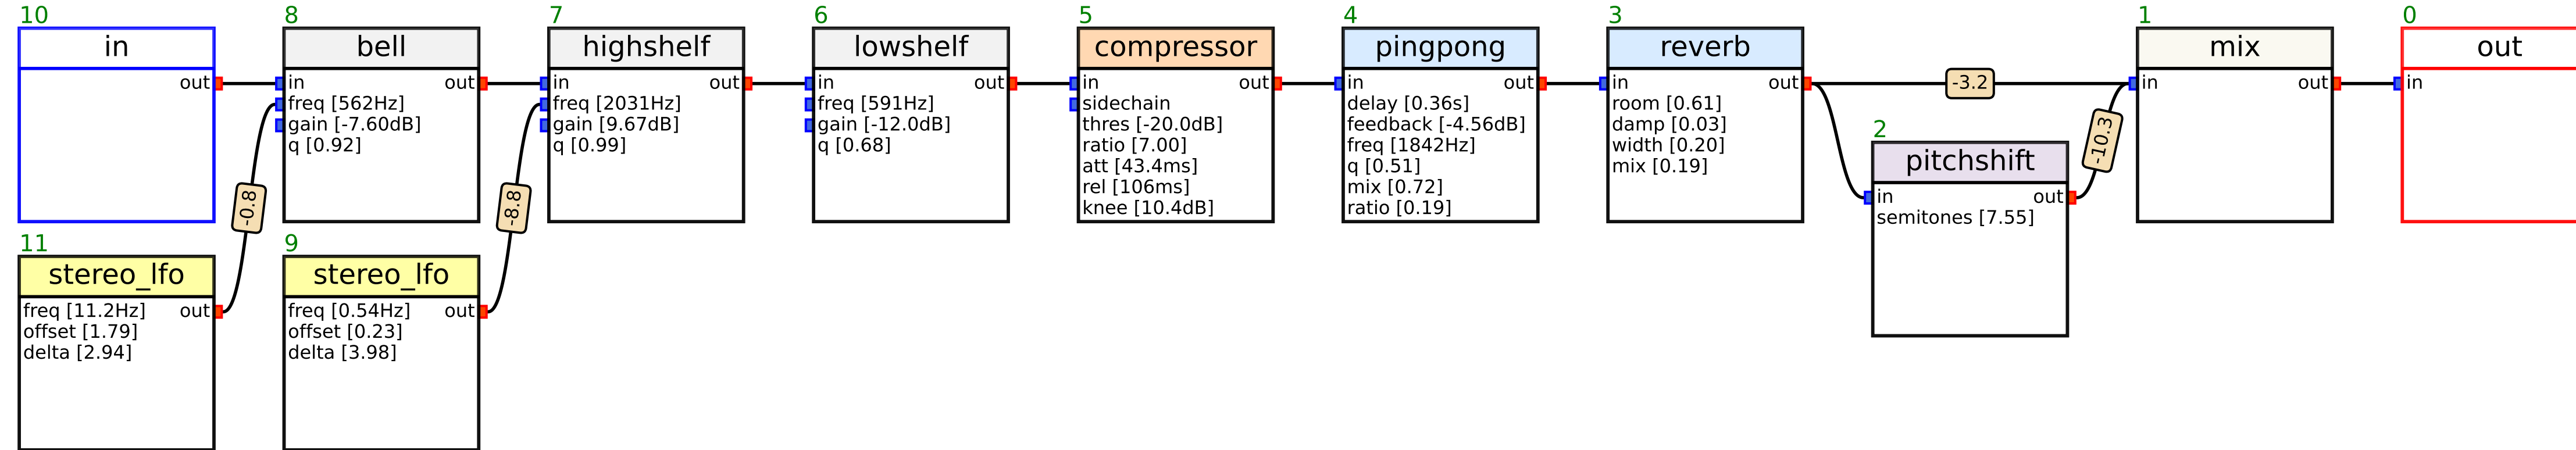 10
in
out
8
bell
in
out
freq [562Hz]
gain [-7.60dB]
q [0.92]
7
highshelf
in
out
freq [2031Hz]
gain [9.67dB]
q [0.99]
6
lowshelf
in
out
freq [591Hz]
gain [-12.0dB]
q [0.68]
5
compressor
in
out
sidechain
thres [-20.0dB]
ratio [7.00]
att [43.4ms]
rel [106ms]
knee [10.4dB]
4
pingpong
in
out
delay [0.36s]
feedback [-4.56dB]
freq [1842Hz]
q [0.51]
mix [0.72]
ratio [0.19]
3
reverb
in
out
room [0.61]
damp [0.03]
width [0.20]
mix [0.19]
-3.2
2
pitchshift
in
out
semitones [7.55]
-10.3
1
mix
in
out
0
out
in
11
stereo_lfo
freq [11.2Hz]
out
offset [1.79]
delta [2.94]
-0.8
9
stereo_lfo
freq [0.54Hz]
out
offset [0.23]
delta [3.98]
-8.8